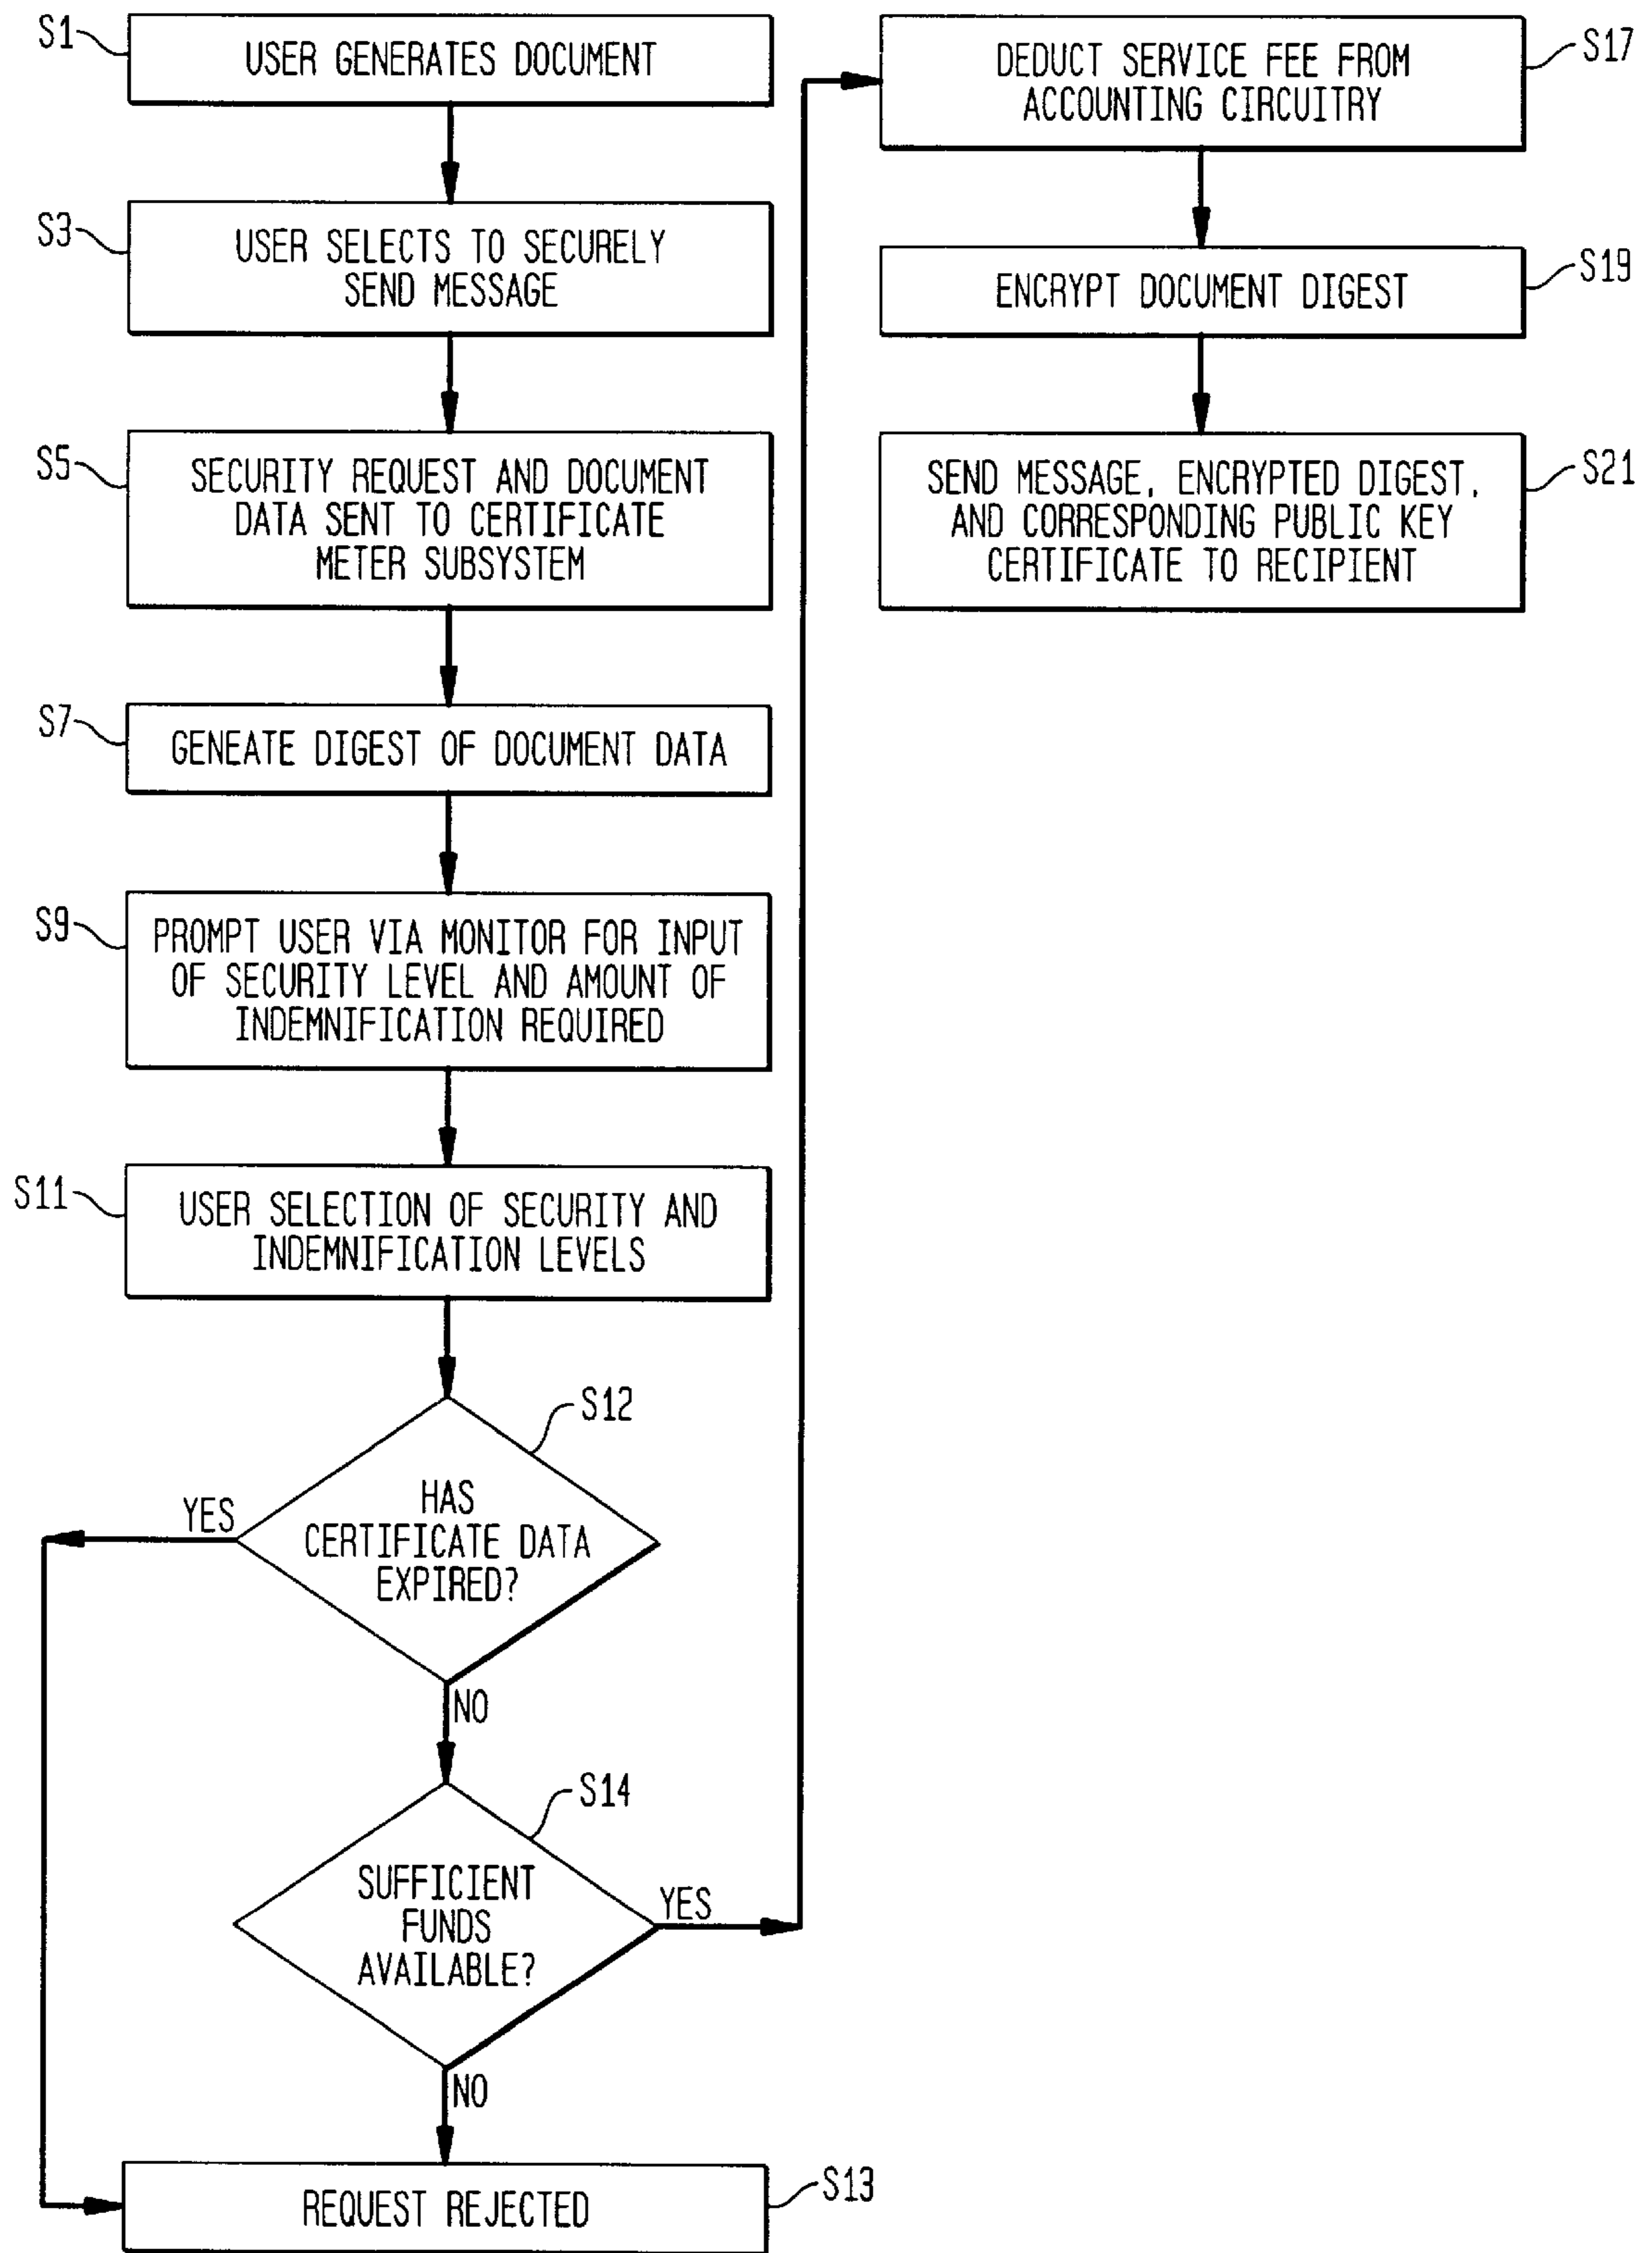 S1
USER GENERATES DOCUMENT
S3
USER SELECTS TO SECURELY
SEND MESSAGE
S5
SECURITY REQUEST AND DOCUMENT
DATA SENT TO CERTIFICATE
METER SUBSYSTEM
S7
GENEATE DIGEST OF DOCUMENT DATA
S9
PROMPT USER VIA MONITOR FOR INPUT
OF SECURITY LEVEL AND AMOUNT OF
INDEMNIFICATION REQUIRED
S11
USER SELECTION OF SECURITY AND
INDEMNIFICATION LEVELS
S12
HAS
CERTIFICATE DATA
EXPIRED?
YES
NO
S14
SUFFICIENT
FUNDS
AVAILABLE?
YES
NO
S13
REQUEST REJECTED
S17
DEDUCT SERVICE FEE FROM
ACCOUNTING CIRCUITRY
S19
ENCRYPT DOCUMENT DIGEST
S21
SEND MESSAGE, ENCRYPTED DIGEST,
AND CORRESPONDING PUBLIC KEY
CERTIFICATE TO RECIPIENT